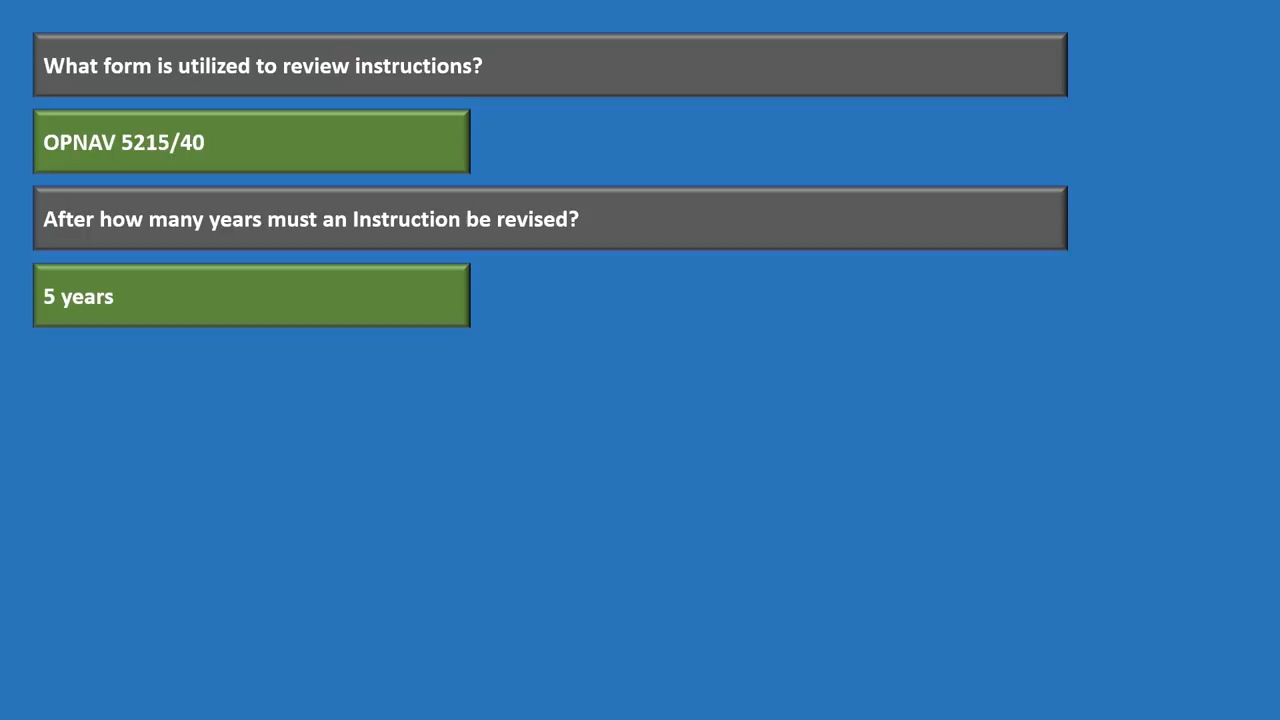 What form is utilized to review instructions?
OPNAV 5215/40
After how many years must an Instruction be revised?
5 years